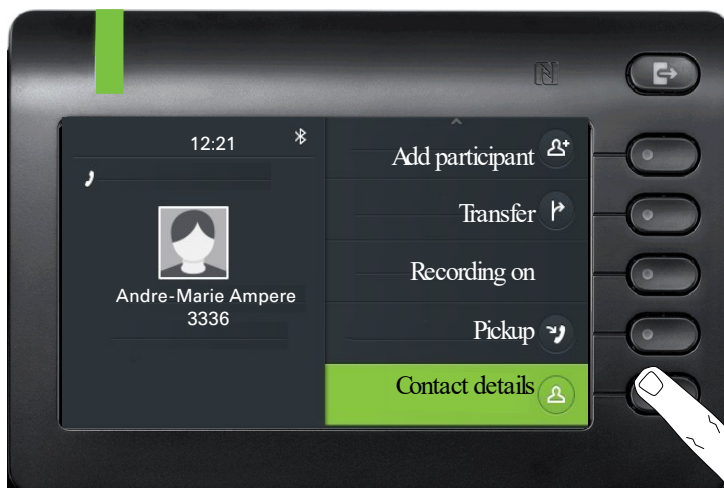 12:21
Andre-Marie Ampere
3336
Add participant
Transfer
Recording on
Pickup
Contact details